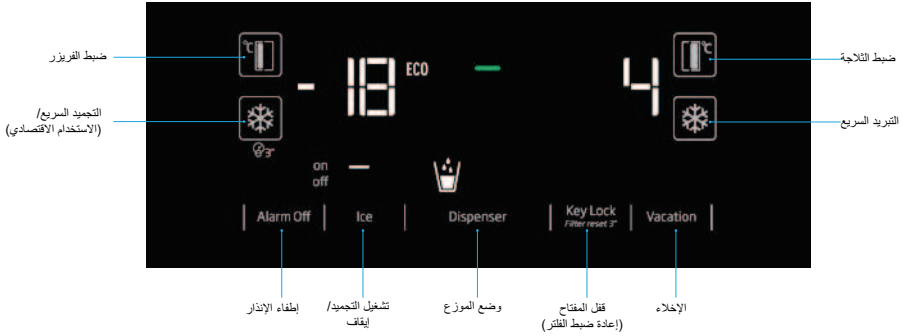 ضبط الفريزر
التجميد السريع/
(الاستخدام الاقتصادي)
°C
-18 ECO
4
°C
3"
ضبط الثلاجة
التبريد السريع
on
off
Alarm Off
Ice
Dispenser
Key Lock
Filter reset 3"
Vacation
إطفاء الإنذار
تشغيل التجميد/
إيقاف
وضع الموزع
قفل المفتاح
(إعادة ضبط الفلتر)
الإخلاء